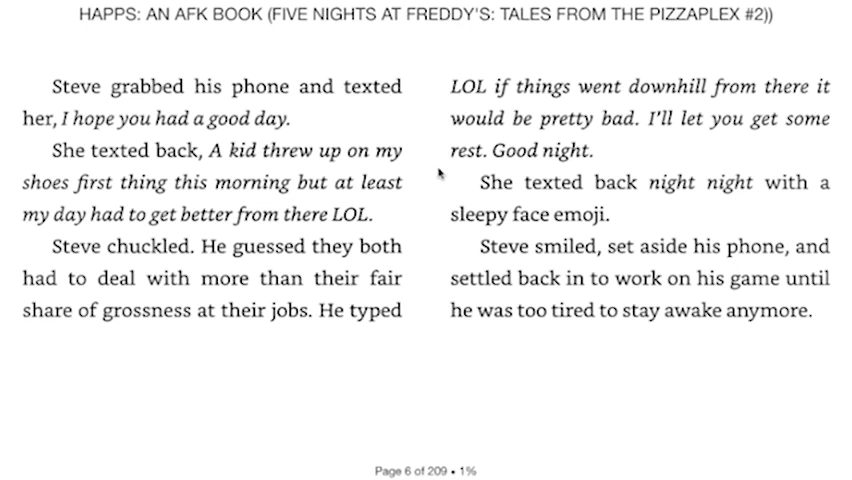 HAPPS: AN AFK BOOK (FIVE NIGHTS AT FREDDY'S: TALES FROM THE PIZZAPLEX #2))
Steve grabbed his phone and texted
her, I hope you had a good day.
She texted back, A kid threw up on my
shoes first thing this morning but at least
my day had to get better from there LOL.
Steve chuckled. He guessed they both
had to deal with more than their fair
share of grossness at their jobs. He typed
LOL if things went downhill from there it
would be pretty bad. I'll let you get some
rest. Good night.
She texted back night night with a
sleepy face emoji.
Steve smiled, set aside his phone, and
settled back in to work on his game until
he was too tired to stay awake anymore.
Page 6 of 209 • 1%